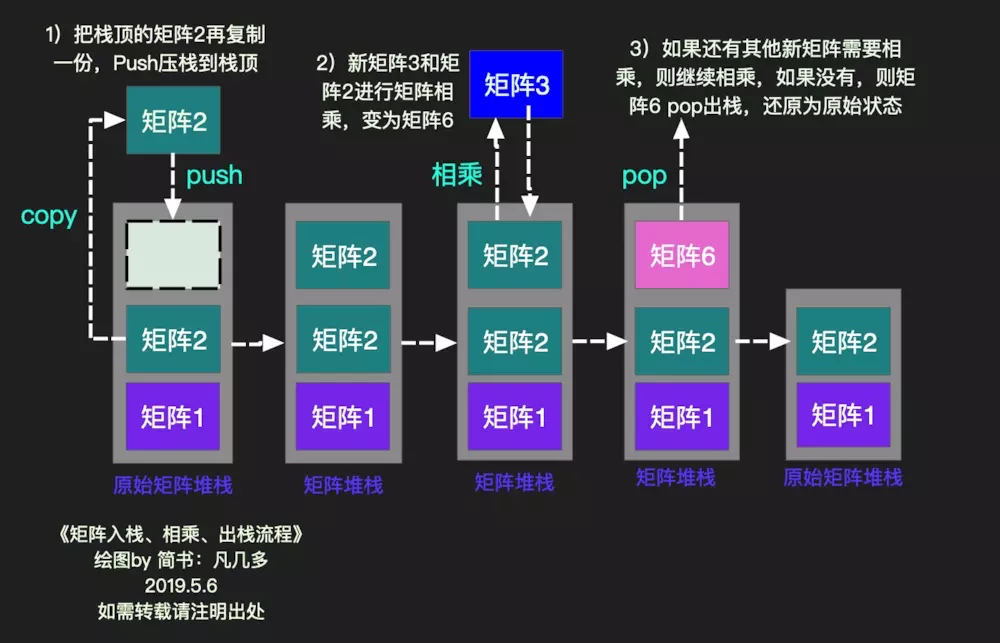 1）把栈顶的矩阵2再复制
一份，Push压栈到栈顶
2）新矩阵3和矩
阵2进行矩阵相
乘，变为矩阵6
3）如果还有其他新矩阵需要相
乘，则继续相乘，如果没有，则矩
阵6 pop出栈，还原为原始状态
矩阵2
矩阵3
copy
push
相乘
pop
矩阵2
矩阵2
矩阵6
矩阵2
矩阵2
矩阵2
矩阵2
矩阵2
矩阵1
矩阵1
矩阵1
矩阵1
矩阵1
原始矩阵堆栈
矩阵堆栈
矩阵堆栈
矩阵堆栈
原始矩阵堆栈
《矩阵入栈、相乘、出栈流程》
绘图by 简书：凡几多
2019.5.6
如需转载请注明出处